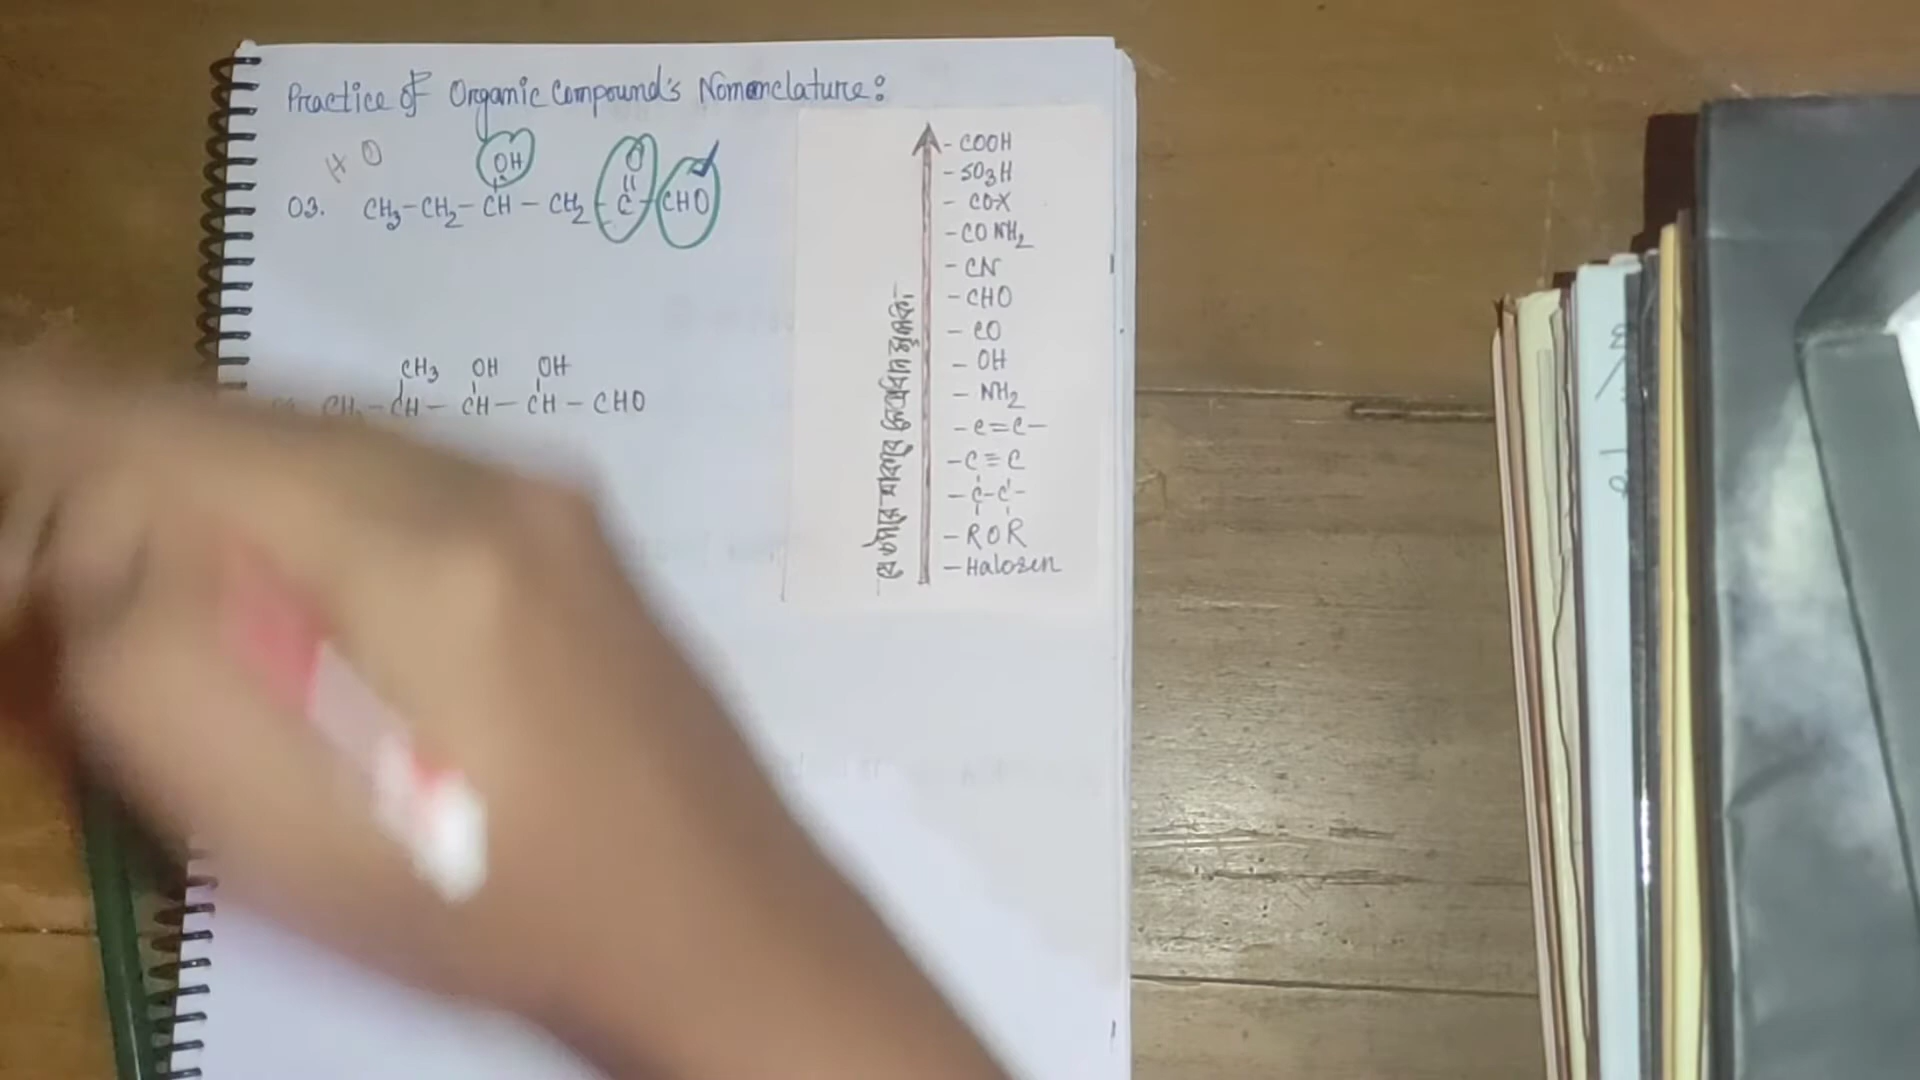 Practice of Organic Compound's Nomenclature:
H O
OH
O
||
03. CH₃-CH₂-CH-CH₂-C-CHO
CH₃ OH OH
CH-CH-CH-CHO
-COOH
-SO₃H
-COX
-CONH₂
-CN
-CHO
-CO
-OH
-NH₂
-C=C-
-C≡C
-C-C-
-ROR
-Halogen